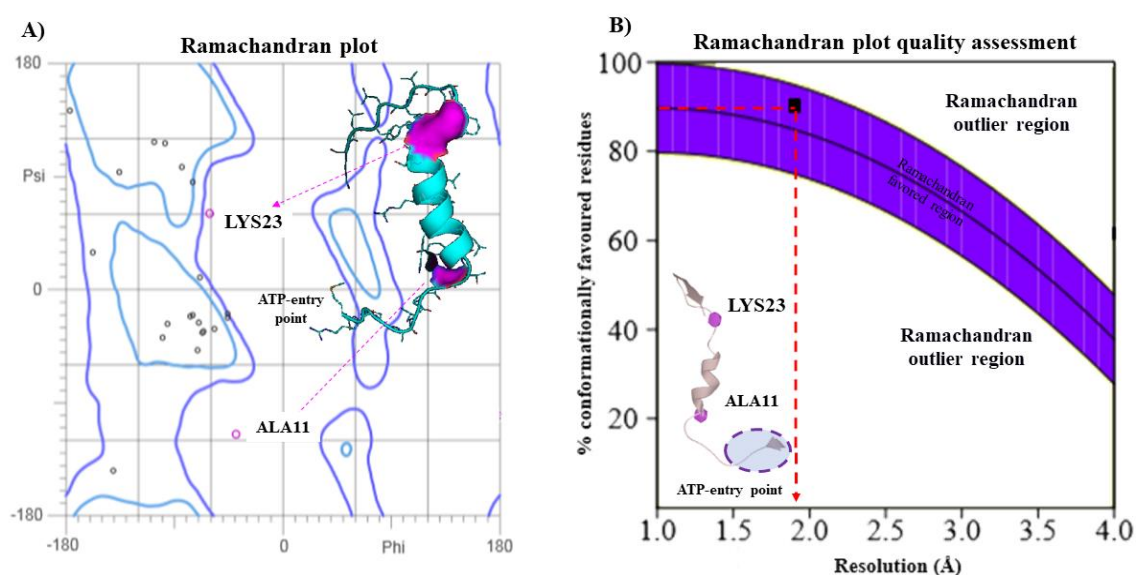 A)
Ramachandran plot
180
Psi
0
-180
-180
0
Phi
180
LYS23
ATP-entry
point
ALA11
B)
Ramachandran plot quality assessment
100
80
60
40
20
% conformationally favoured residues
Ramachandran
outlier region
Ramachandran
favored region
Ramachandran
outlier region
LYS23
ALA11
ATP-entry point
1.0
1.5
2.0
2.5
3.0
3.5
4.0
Resolution (Å)